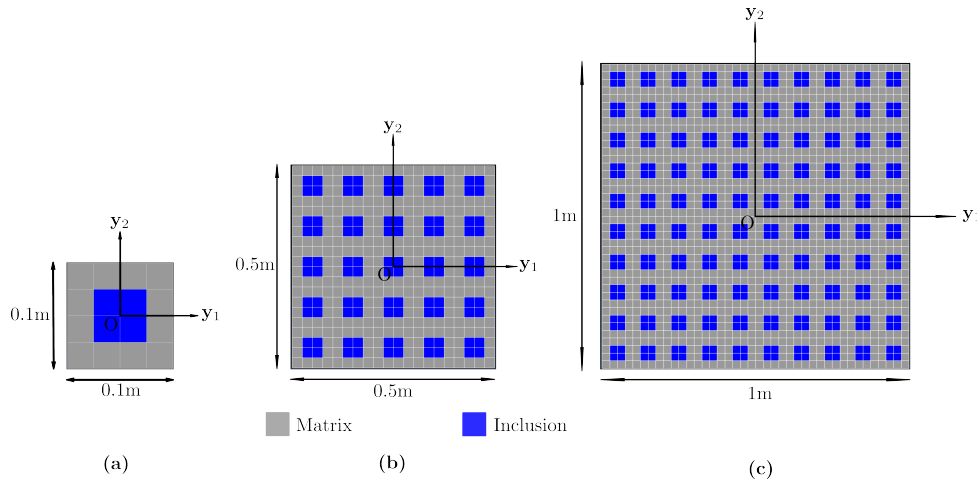 y₂
O
y₁
0.1m
0.1m
(a)
y₂
O
y₁
0.5m
0.5m
(b)
y₂
O
y
1m
1m
(c)
Matrix
Inclusion